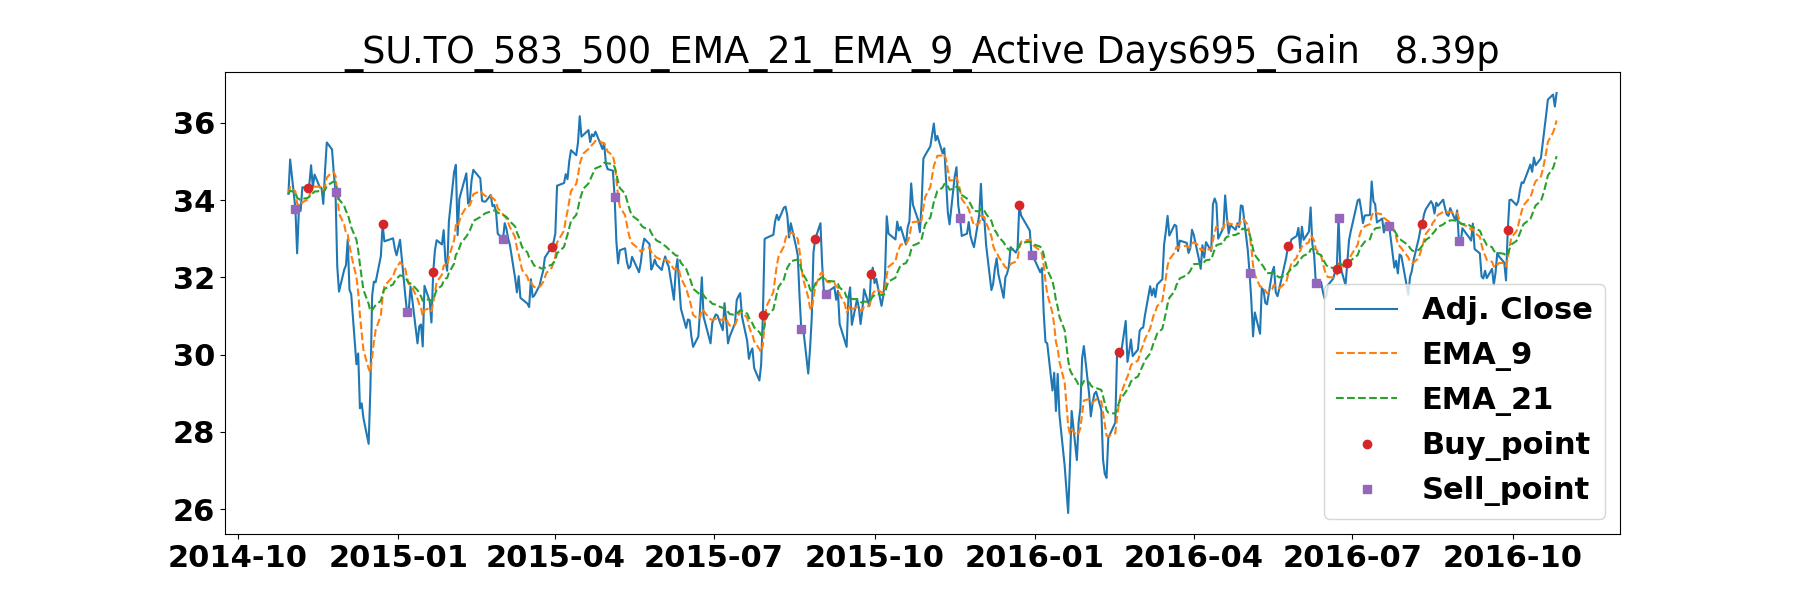 _SU.TO_583_500_EMA_21_EMA_9_Active Days695_Gain   8.39p
36
34
32
30
28
26
2014-10 2015-01 2015-04 2015-07 2015-10 2016-01 2016-04 2016-07 2016-10
Adj. Close
EMA_9
EMA_21
Buy_point
Sell_point